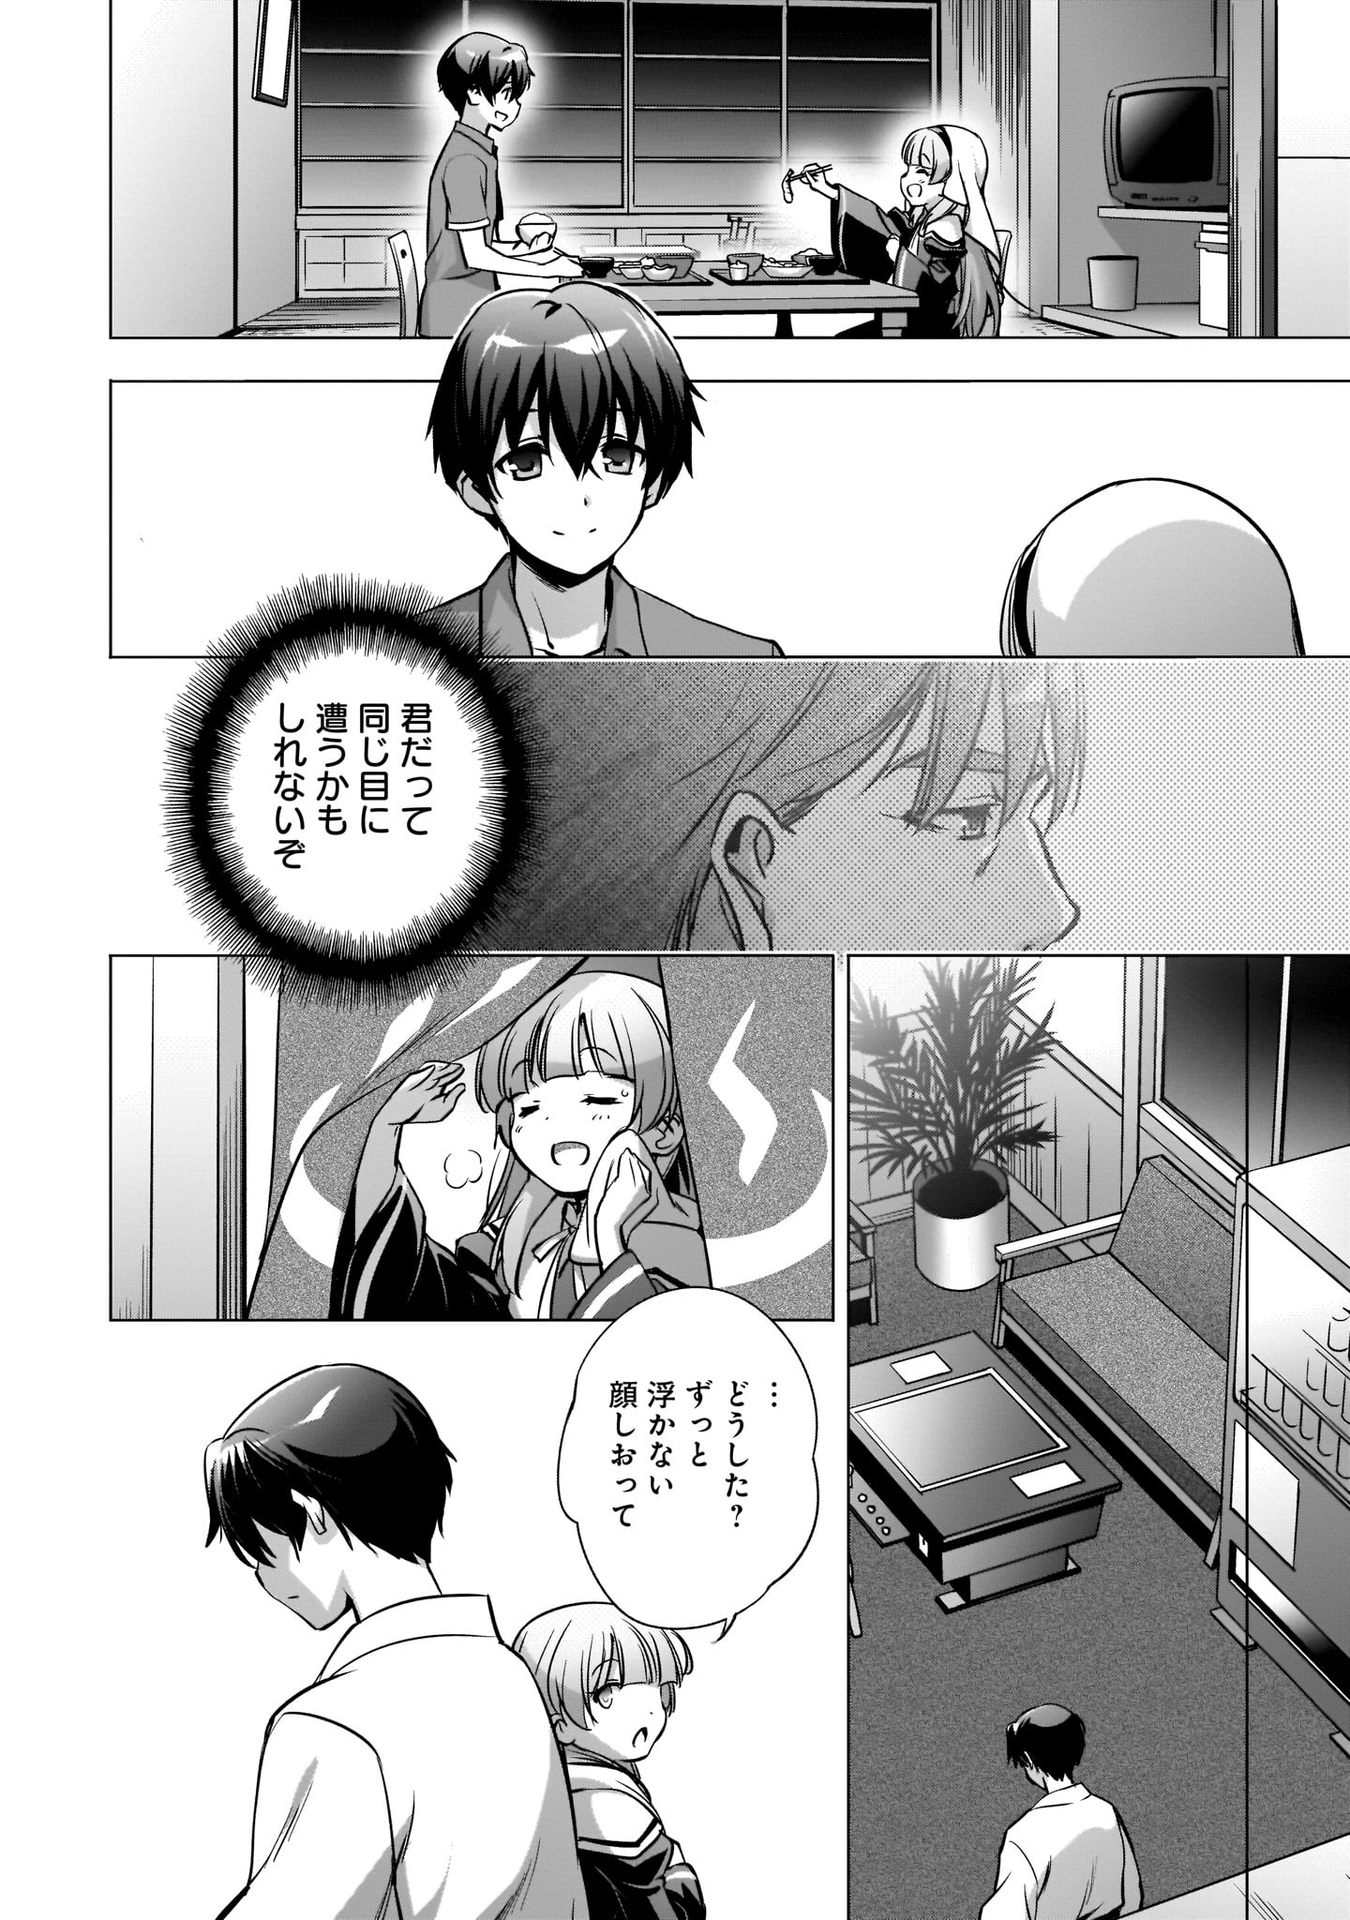 君だって
同じ目に
遭うかも
しれないぞ
…
どうした?
ずっと
浮かない
顔しおって